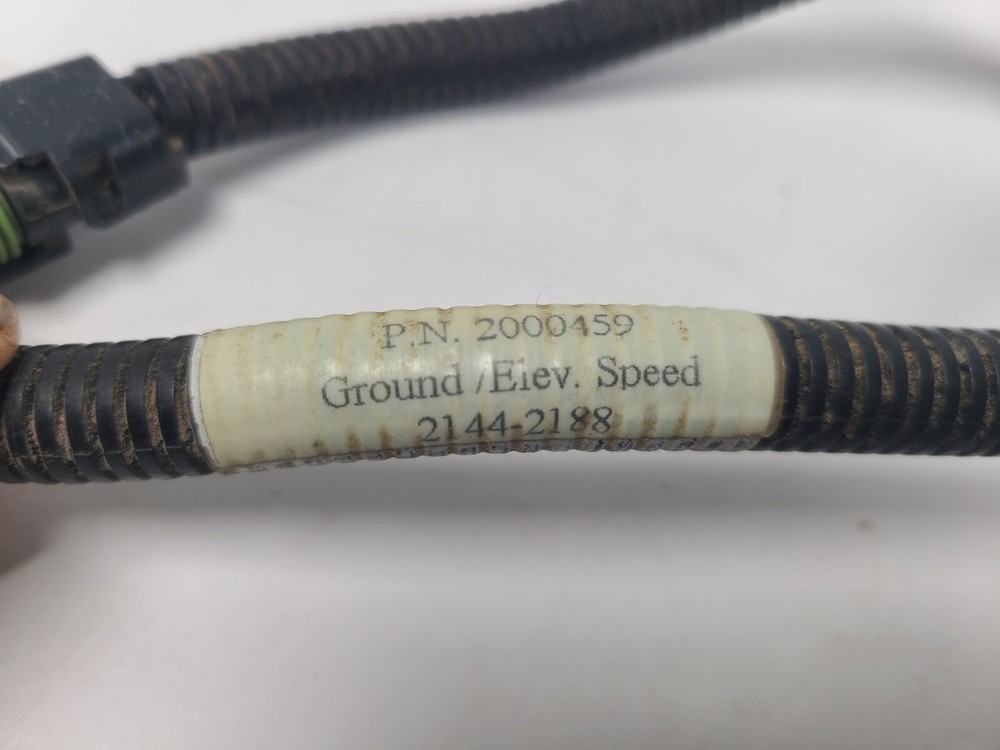 P.N. 2000459
Ground /Elev. Speed
2144-2188